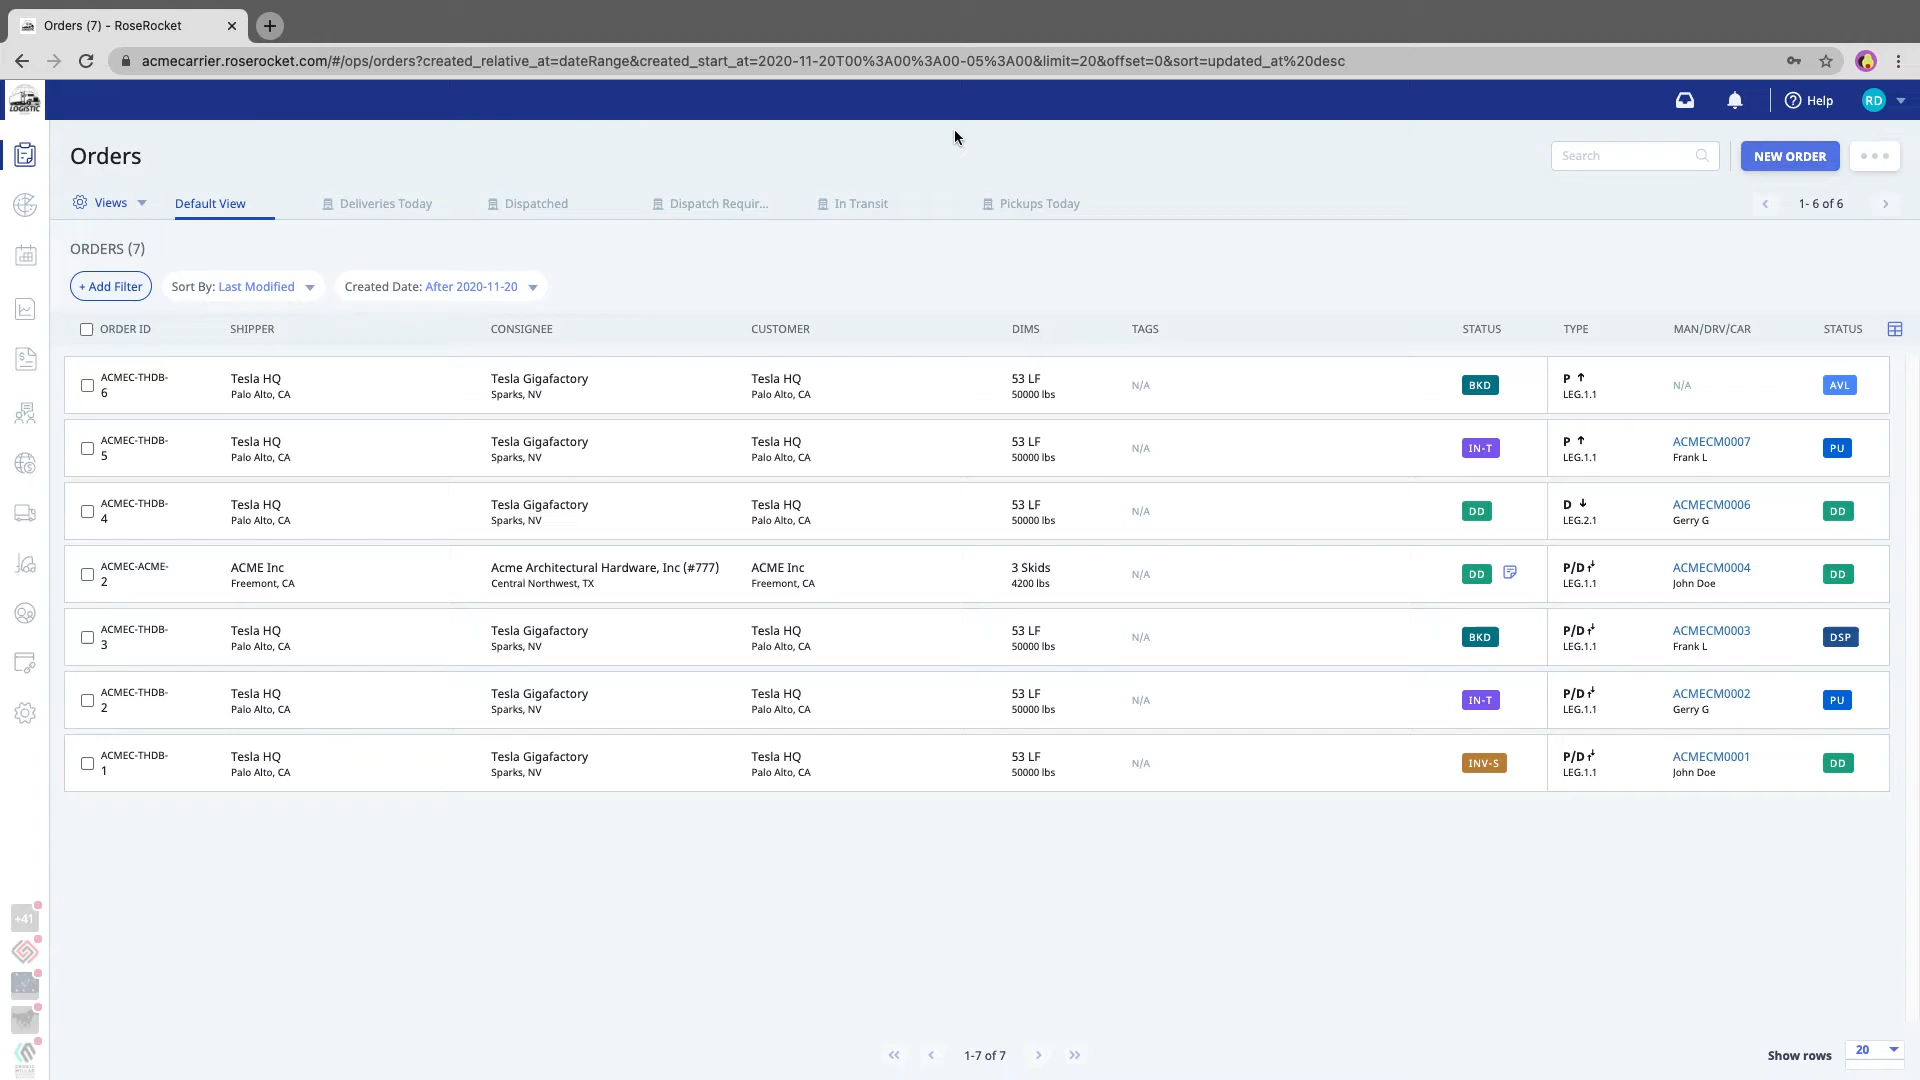 Orders (7) - RoseRocket
acmecarrier.roserocket.com/#/ops/orders?created_relative_at=dateRange&created_start_at=2020-11-20T00%3A00%3A00-05%3A00&limit=20&offset=0&sort=updated_at%20desc
LOGISTIC
Help
RD
Orders
Search
NEW ORDER
Views
Default View
Deliveries Today
Dispatched
Dispatch Requir...
In Transit
Pickups Today
1- 6 of 6
ORDERS (7)
+ Add Filter
Sort By: Last Modified
Created Date: After 2020-11-20
ORDER ID SHIPPER CONSIGNEE CUSTOMER DIMS TAGS STATUS TYPE MAN/DRV/CAR STATUS
ACMEC-THDB- Tesla HQ Tesla Gigafactory Tesla HQ 53 LF N/A BKD P N/A AVL
6 Palo Alto, CA Sparks, NV Palo Alto, CA 50000 lbs LEG.1.1
ACMEC-THDB- Tesla HQ Tesla Gigafactory Tesla HQ 53 LF N/A IN-T P ACMECM0007 PU
5 Palo Alto, CA Sparks, NV Palo Alto, CA 50000 lbs LEG.1.1 Frank L
ACMEC-THDB- Tesla HQ Tesla Gigafactory Tesla HQ 53 LF N/A DD D ACMECM0006 DD
4 Palo Alto, CA Sparks, NV Palo Alto, CA 50000 lbs LEG.2.1 Gerry G
ACMEC-ACME- ACME Inc Acme Architectural Hardware, Inc (#777) ACME Inc 3 Skids N/A DD P/D ACMECM0004 DD
2 Freemont, CA Central Northwest, TX Freemont, CA 4200 lbs LEG.1.1 John Doe
ACMEC-THDB- Tesla HQ Tesla Gigafactory Tesla HQ 53 LF N/A BKD P/D ACMECM0003 DSP
3 Palo Alto, CA Sparks, NV Palo Alto, CA 50000 lbs LEG.1.1 Frank L
ACMEC-THDB- Tesla HQ Tesla Gigafactory Tesla HQ 53 LF N/A IN-T P/D ACMECM0002 PU
2 Palo Alto, CA Sparks, NV Palo Alto, CA 50000 lbs LEG.1.1 Gerry G
ACMEC-THDB- Tesla HQ Tesla Gigafactory Tesla HQ 53 LF N/A INV-S P/D ACMECM0001 DD
1 Palo Alto, CA Sparks, NV Palo Alto, CA 50000 lbs LEG.1.1 John Doe
+41
1-7 of 7
Show rows 20